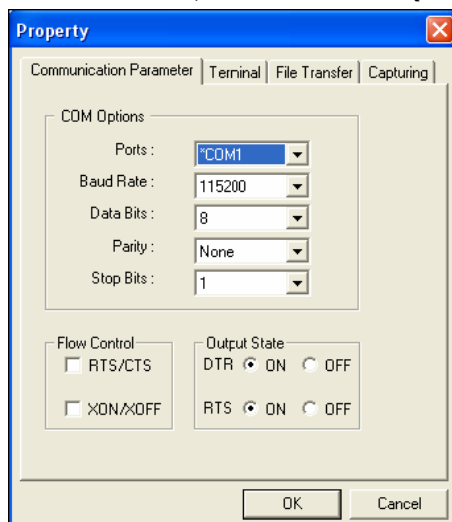 Property
Communication Parameter Terninal File Transfer Capturing
COM Options
Ports : *COM1
Baud Rate : 115200
Data Bits : 8
Parity : None
Stop Bits : 1
Flow Control
RTS/CTS
XON/XOFF
Output State
DTR ON OFF
RTS ON OFF
OK Cancel